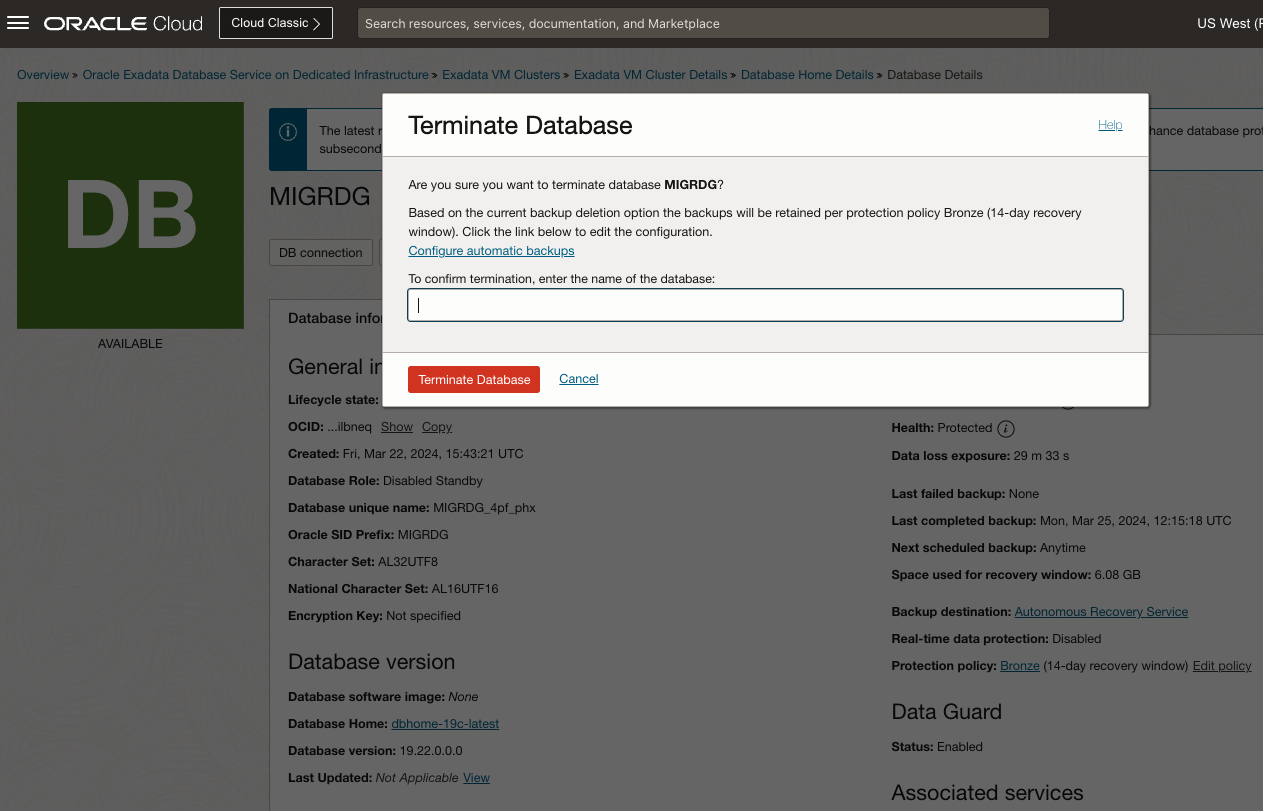 ORACLE Cloud
Cloud Classic
Search resources, services, documentation, and Marketplace
US West (
Overview » Oracle Exadata Database Service on Dedicated Infrastructure » Exadata VM Clusters » Exadata VM Cluster Details » Database Home Details » Database Details
DB
AVAILABLE
The latest
subsecond
hance database
MIGRDG
DB connection
Terminate Database
Help
Are you sure you want to terminate database MIGRDG?
Based on the current backup deletion option the backups will be retained per protection policy Bronze (14-day recovery
window). Click the link below to edit the configuration.
Configure automatic backups
To confirm termination, enter the name of the database:
Terminate Database
Cancel
Database info
General in
Lifecycle state:
OCID: ...ilbneq Show Copy
Created: Fri, Mar 22, 2024, 15:43:21 UTC
Database Role: Disabled Standby
Database unique name: MIGRDG_4pf_phx
Oracle SID Prefix: MIGRDG
Character Set: AL32UTF8
National Character Set: AL16UTF16
Encryption Key: Not specified
Database version
Database software image: None
Database Home: dbhome-19c-latest
Database version: 19.22.0.0.0
Last Updated: Not Applicable View
Health: Protected
Data loss exposure: 29 m 33 s
Last failed backup: None
Last completed backup: Mon, Mar 25, 2024, 12:15:18 UTC
Next scheduled backup: Anytime
Space used for recovery window: 6.08 GB
Backup destination: Autonomous Recovery Service
Real-time data protection: Disabled
Protection policy: Bronze (14-day recovery window) Edit policy
Data Guard
Status: Enabled
Associated services